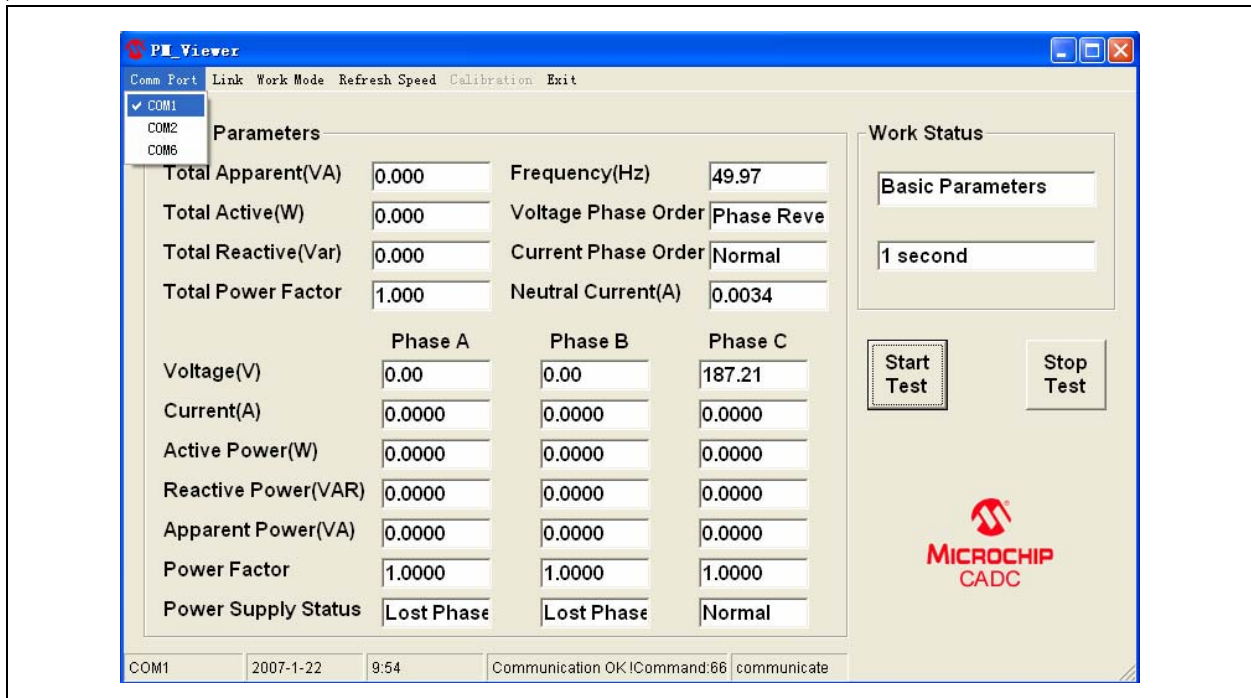 PM_Viewer
Comm Port Link Work Mode Refresh Speed Calibration Exit
COM1
COM2
COM6
Parameters
Work Status
Total Apparent(VA) 0.000 Frequency(Hz) 49.97
Basic Parameters
Total Active(W) 0.000 Voltage Phase Order Phase Reve
Total Reactive(Var) 0.000 Current Phase Order Normal
1 second
Total Power Factor 1.000 Neutral Current(A) 0.0034
Phase A Phase B Phase C
Voltage(V) 0.00 0.00 187.21
Start Test
Stop Test
Current(A) 0.0000 0.0000 0.0000
Active Power(W) 0.0000 0.0000 0.0000
Reactive Power(VAR) 0.0000 0.0000 0.0000
Apparent Power(VA) 0.0000 0.0000 0.0000
Power Factor 1.0000 1.0000 1.0000
Power Supply Status Lost Phase Lost Phase Normal
MICROCHIP
CADC
COM1 2007-1-22 9:54 Communication OK !Command:66 communicate